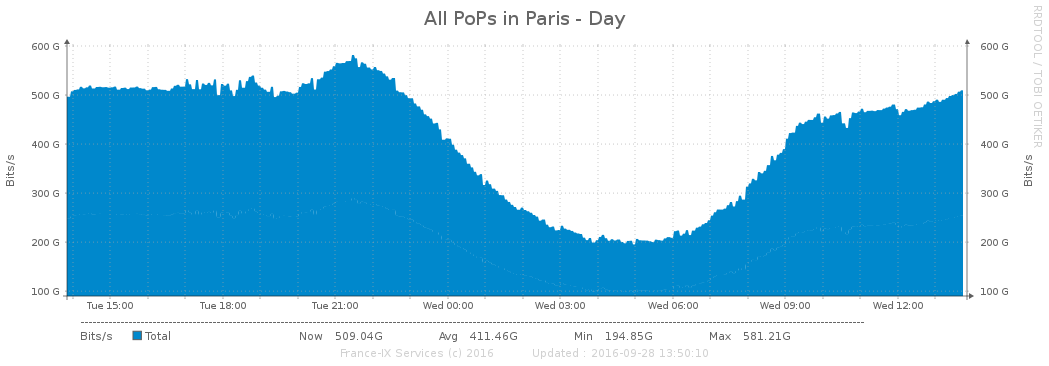 All PoPs in Paris - Day
RRDTOOL / TOBI OETIKER
600 G 600 G
500 G 500 G
400 G 400 G
300 G 300 G
200 G 200 G
100 G 100 G
Bits/s
Bits/s
Tue 15:00 Tue 18:00 Tue 21:00 Wed 00:00 Wed 03:00 Wed 06:00 Wed 09:00 Wed 12:00
Bits/s Total Now 509.04G Avg 411.46G Min 194.85G Max 581.21G
France-IX Services (c) 2016 Updated : 2016-09-28 13:50:10